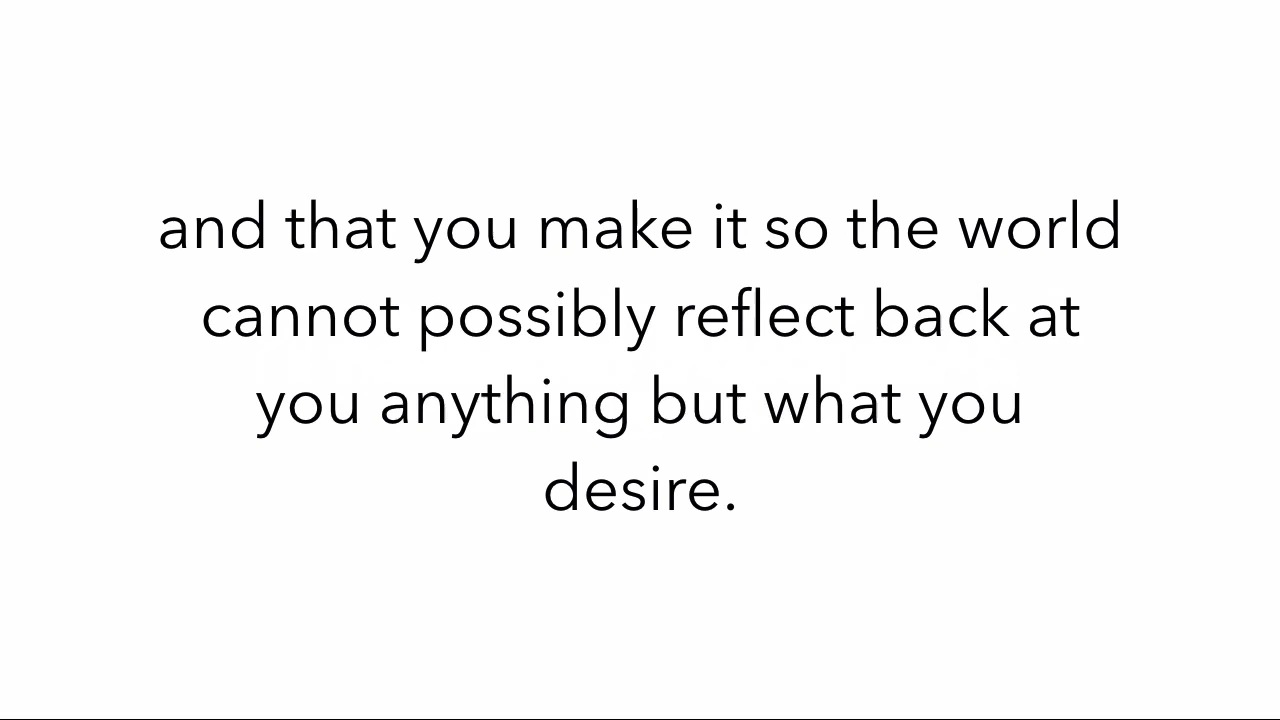 and that you make it so the world
cannot possibly reflect back at
you anything but what you
desire.